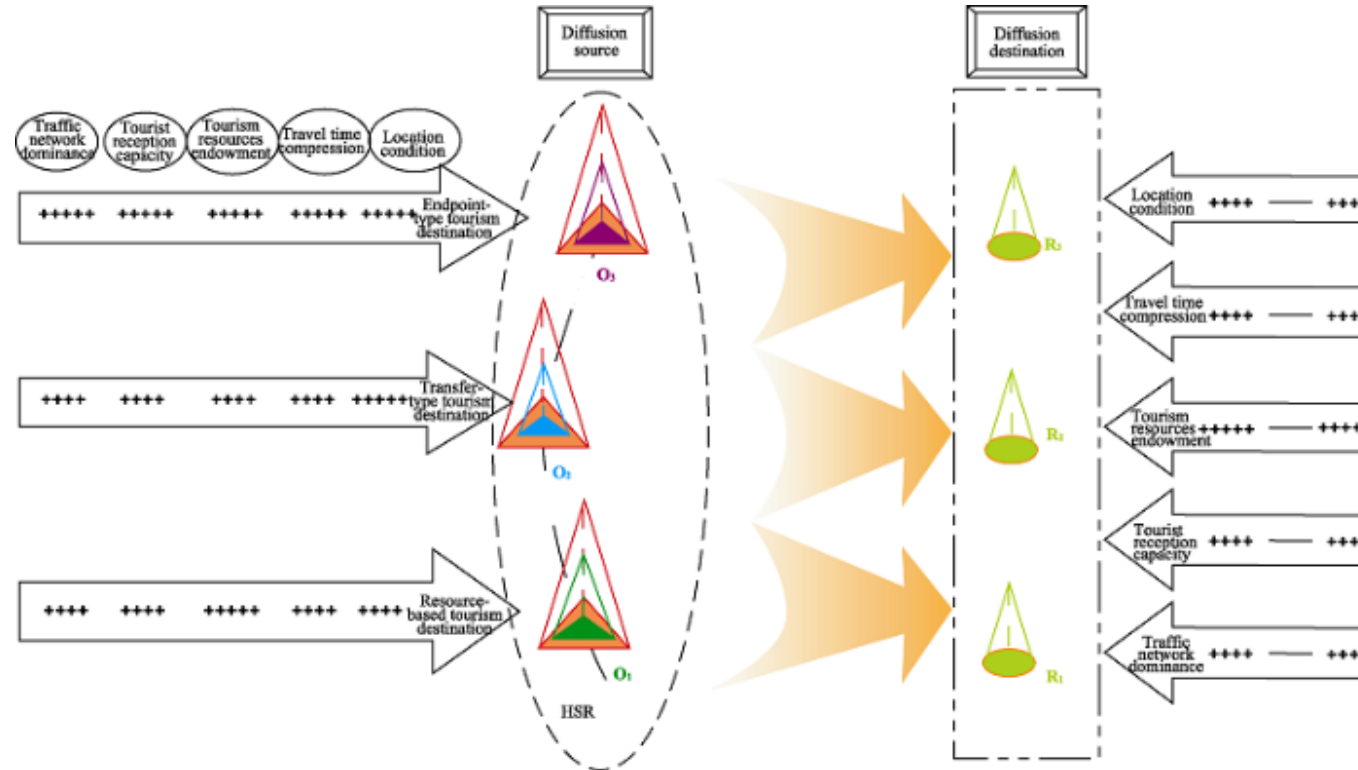 Diffusion
source
Diffusion
destination
Traffic
network
dominance
Tourist
reception
capacity
Tourism
resources
endowment
Travel time
compression
Location
condition
+++++ +++++ +++++ +++++ +++++
Endpoint-
type tourism
destination
O₃
++++ ++++ ++++ ++++ +++++
Transfer-
type tourism
destination
O₂
++++ ++++ +++++ ++++ ++++
Resource-
based tourism
destination
O₁
HSR
R₃
R₂
R₁
Location
condition
++++ — +++
Travel time
compression
++++ — +++
Tourism
resources
endowment
+++++ — ++++
Tourist
reception
capacity
++++ — +++
Traffic
network
dominance
++++ — +++